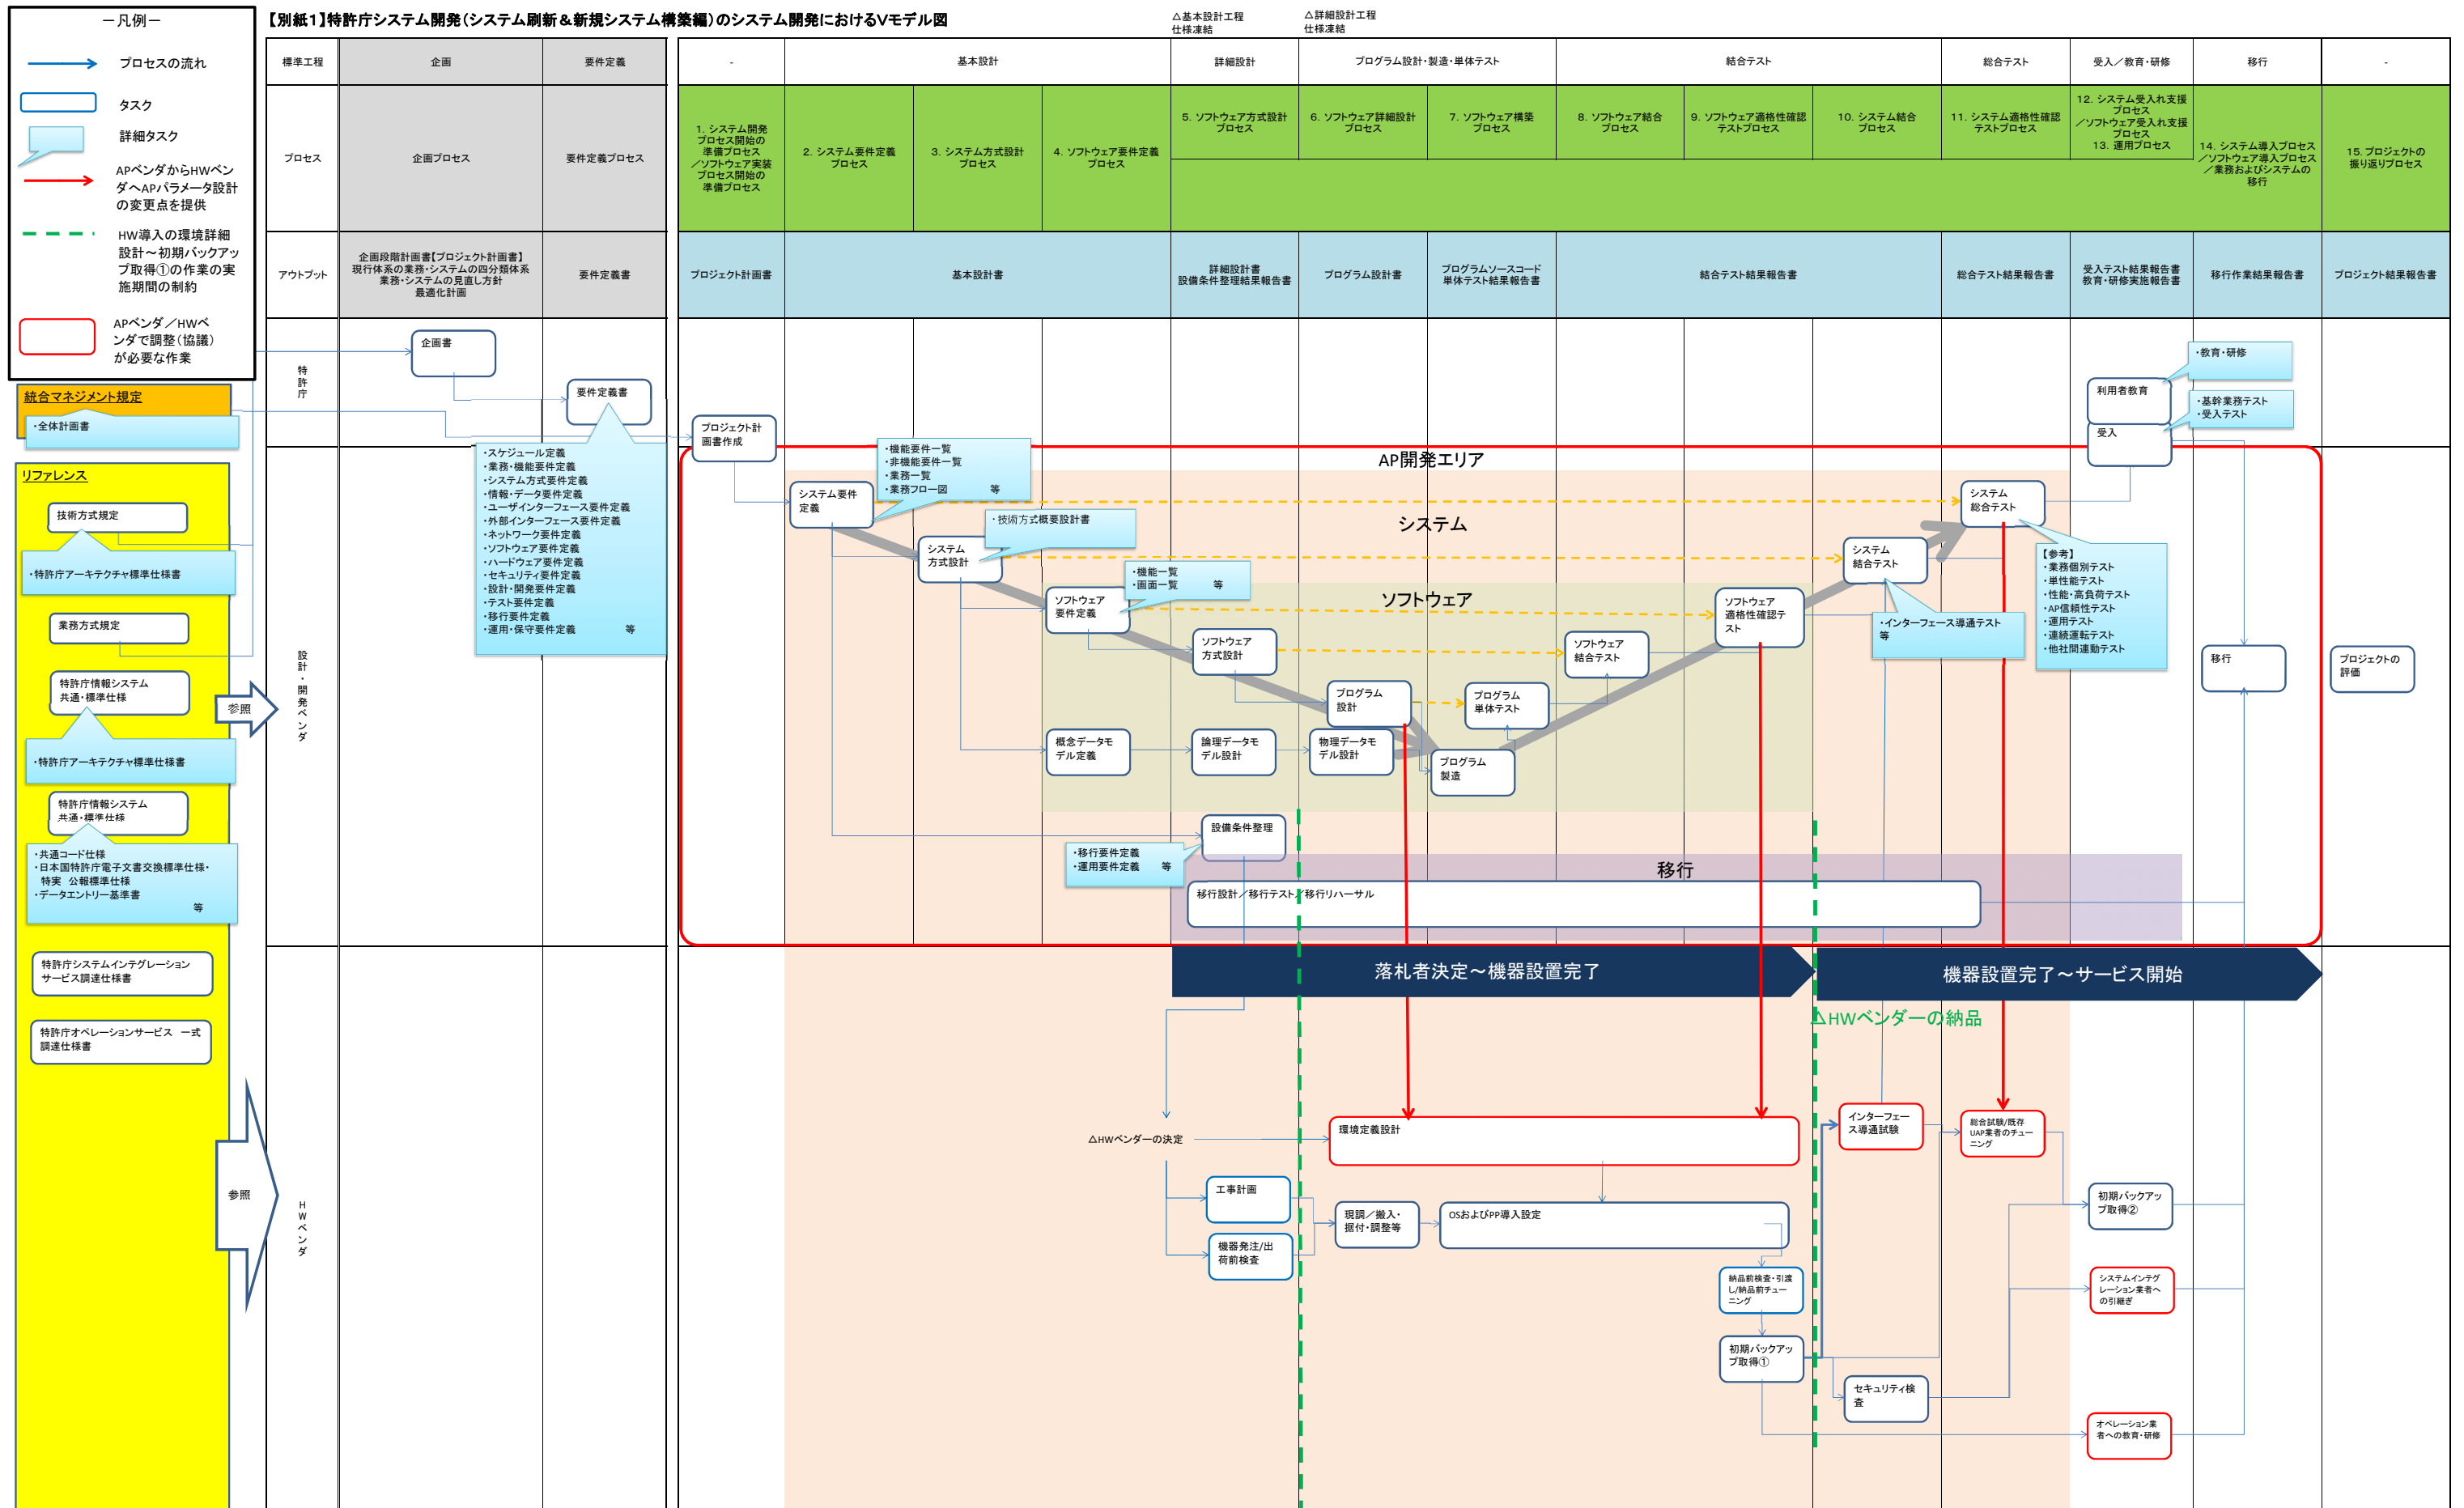 【別紙1】特許庁システム開発(システム刷新&新規システム構築編)のシステム開発におけるVモデル図
△基本設計工程
仕様凍結
△詳細設計工程
仕様凍結
ー凡例ー
プロセスの流れ
タスク
詳細タスク
APベンダからHWベン
ダへAPパラメータ設計
の変更点を提供
HW導入の環境詳細
設計~初期バックアッ
プ取得①の作業の実
施期間の制約
APベンダ/HWベ
ンダで調整(協議)
が必要な作業
標準工程
企画
要件定義
-
基本設計
詳細設計
プログラム設計・製造・単体テスト
結合テスト
総合テスト
受入/教育・研修
移行
-
プロセス
企画プロセス
要件定義プロセス
1. システム開発
プロセス開始の
準備プロセス
/ソフトウェア実装
プロセス開始の
準備プロセス
2. システム要件定義
プロセス
3. システム方式設計
プロセス
4. ソフトウェア要件定義
プロセス
5. ソフトウェア方式設計
プロセス
6. ソフトウェア詳細設計
プロセス
7. ソフトウェア構築
プロセス
8. ソフトウェア結合
プロセス
9. ソフトウェア適格性確認
テストプロセス
10. システム結合
プロセス
11. システム適格性確認
テストプロセス
12. システム受入れ支援
プロセス
/ソフトウェア受入れ支援
プロセス
13. 運用プロセス
14. システム導入プロセス
/ソフトウェア導入プロセス
/業務およびシステムの
移行
15. プロジェクトの
振り返りプロセス
アウトプット
企画段階計画書【プロジェクト計画書】
現行体系の業務・システムの四分類体系
業務・システムの見直し方針
最適化計画
要件定義書
プロジェクト計画書
基本設計書
詳細設計書
設備条件整理結果報告書
プログラム設計書
プログラムソースコード
単体テスト結果報告書
結合テスト結果報告書
総合テスト結果報告書
受入テスト結果報告書
教育・研修実施報告書
移行作業結果報告書
プロジェクト結果報告書
特許庁
企画書
要件定義書
プロジェクト計
画書作成
・教育・研修
利用者教育
・基幹業務テスト
・受入テスト
受入
統合マネジメント規定
・全体計画書
リファレンス
技術方式規定
・特許庁アーキテクチャ標準仕様書
業務方式規定
特許庁情報システム
共通・標準仕様
・特許庁アーキテクチャ標準仕様書
特許庁情報システム
共通・標準仕様
・共通コード仕様
・日本国特許庁電子文書交換標準仕様・
特実 公報標準仕様
・データエントリー基準書
等
特許庁システムインテグレーション
サービス調達仕様書
特許庁オペレーションサービス 一式
調達仕様書
参照
参照
設計・開発ベンダ
・スケジュール定義
・業務・機能要件定義
・システム方式要件定義
・情報・データ要件定義
・ユーザインターフェース要件定義
・外部インターフェース要件定義
・ネットワーク要件定義
・ソフトウェア要件定義
・ハードウェア要件定義
・セキュリティ要件定義
・設計・開発要件定義
・テスト要件定義
・移行要件定義
・運用・保守要件定義 等
AP開発エリア
システム要件
定義
・機能要件一覧
・非機能要件一覧
・業務一覧
・業務フロー図 等
システム
システム
方式設計
・技術方式概要設計書
ソフトウェア
ソフトウェア
要件定義
・機能一覧
・画面一覧 等
ソフトウェア
方式設計
プログラム
設計
概念データモ
デル定義
論理データモ
デル設計
物理データモ
デル設計
プログラム
製造
プログラム
単体テスト
ソフトウェア
結合テスト
ソフトウェア
適格性確認テ
スト
システム
結合テスト
・インターフェース導通テスト
等
システム
総合テスト
【参考】
・業務個別テスト
・単性能テスト
・性能・高負荷テスト
・AP信頼性テスト
・運用テスト
・連続運転テスト
・他社間連動テスト
移行
プロジェクトの
評価
設備条件整理
・移行要件定義
・運用要件定義 等
移行
移行設計/移行テスト/移行リハーサル
落札者決定~機器設置完了
機器設置完了~サービス開始
△HWベンダーの納品
HWベンダ
△HWベンダーの決定
環境定義設計
工事計画
機器発注/出
荷前検査
現調/搬入・
据付・調整等
OSおよびPP導入設定
納品前検査・引渡
し/納品前チュー
ニング
初期バックアッ
プ取得①
インターフェー
ス導通試験
総合試験/既存
UAP業者のチュー
ニング
セキュリティ検
査
初期バックアッ
プ取得②
システムインテグ
レーション業者へ
の引継ぎ
オペレーション業
者への教育・研修